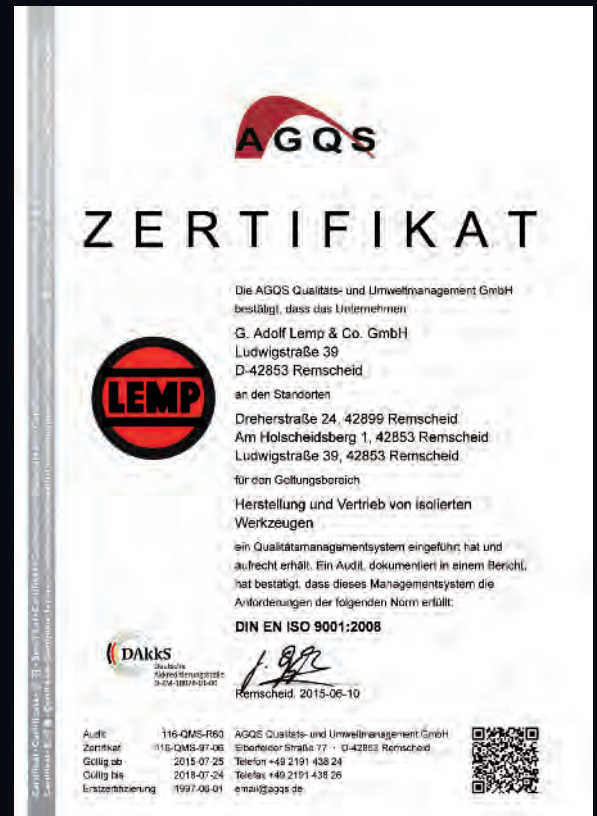 AGQS
ZERTIFIKAT
Die AGQS Qualitäts- und Umweltmanagement GmbH
bestätigt, dass das Unternehmen
G. Adolf Lemp & Co. GmbH
Ludwigstraße 39
D-42853 Remscheid
LEMP
an den Standorten
Dreherstraße 24, 42899 Remscheid
Am Holscheidsberg 1, 42853 Remscheid
Ludwigstraße 39, 42853 Remscheid
für den Geltungsbereich
Herstellung und Vertrieb von isolierten
Werkzeugen
ein Qualitätsmanagementsystem eingeführt hat und
aufrecht erhält. Ein Audit, dokumentiert in einem Bericht,
hat bestätigt, dass dieses Managementsystem die
Anforderungen der folgenden Norm erfüllt:
DIN EN ISO 9001:2008
DAkkS
Deutsche
Akkreditierungsstelle
Remscheid, 2015-06-10
Audit 116-QMS-R60
Zertifikat 116-QMS-97-06
Gültig ab 2015-07-25
Gültig bis 2018-07-24
Erstzertifizierung 1997-06-01
AGQS Qualitäts- und Umweltmanagement GmbH
Elberfelder Straße 77 · D-42853 Remscheid
Telefon +49 2191 438 24
Telefax +49 2191 438 26
email@agqs.de